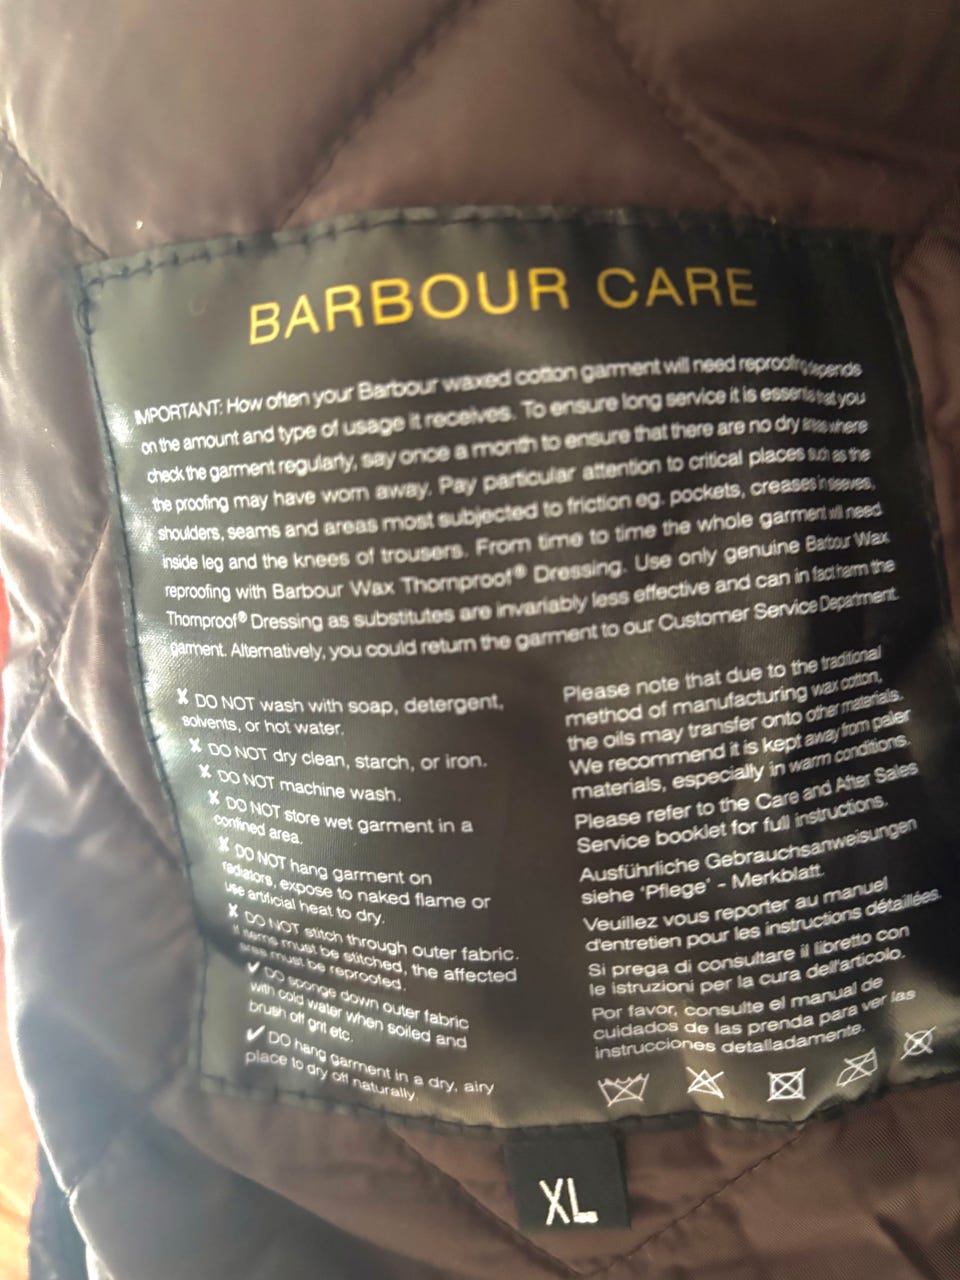 BARBOUR CARE
IMPORTANT: How often your Barbour waxed cotton garment will need reproofing depends
on the amount and type of usage it receives. To ensure long service it is essential that you
check the garment regularly, say once a month to ensure that there are no dry areas where
the proofing may have worn away. Pay particular attention to critical places such as the
shoulders, seams and areas most subjected to friction eg. pockets, creases in sleeves,
inside leg and the knees of trousers. From time to time the whole garment will need
reproofing with Barbour Wax Thornproof® Dressing. Use only genuine Barbour Wax
Thornproof® Dressing as substitutes are invariably less effective and can in fact harm the
garment. Alternatively, you could return the garment to our Customer Service Department.
✗ DO NOT wash with soap, detergent,
solvents, or hot water.
✗ DO NOT dry clean, starch, or iron.
✗ DO NOT machine wash.
✗ DO NOT store wet garment in a
confined area.
✗ DO NOT hang garment on
radiators, expose to naked flame or
use artificial heat to dry.
✗ DO NOT stitch through outer fabric.
If items must be stitched, the affected
area must be reproofed.
✓ DO sponge down outer fabric
with cold water when soiled and
brush off grit etc.
✓ DO hang garment in a dry, airy
place to dry off naturally
Please note that due to the traditional
method of manufacturing wax cotton,
the oils may transfer onto other materials.
We recommend it is kept away from paler
materials, especially in warm conditions.
Please refer to the Care and After Sales
Service booklet for full instructions.
Ausführliche Gebrauchsanweisungen
siehe 'Pflege' - Merkblatt.
Veuillez vous reporter au manuel
d'entretien pour les instructions détaillées.
Si prega di consultare il libretto con
le istruzioni per la cura dell'articolo.
Por favor, consulte el manual de
cuidados de las prenda para ver las
instrucciones detalladamente.
XL